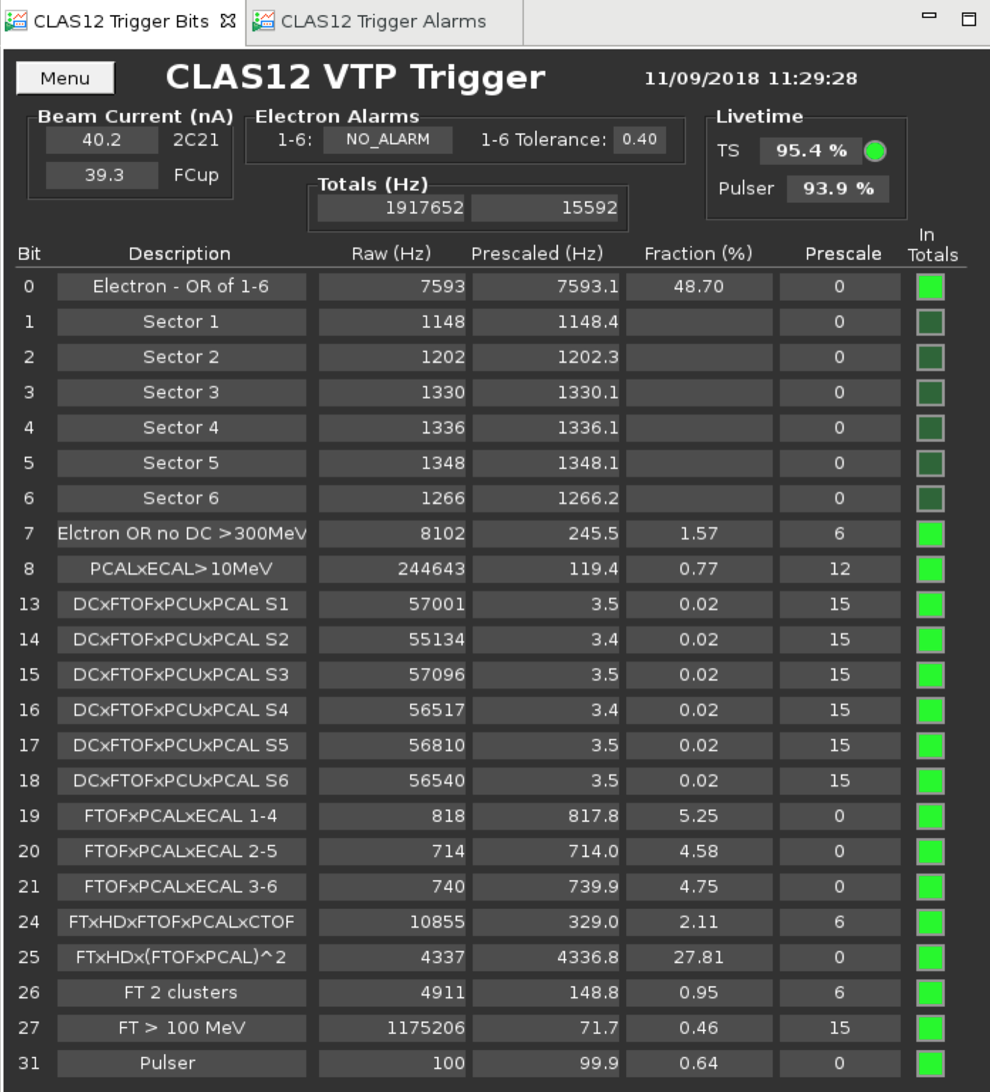 CLAS12 Trigger Bits CLAS12 Trigger Alarms
Menu CLAS12 VTP Trigger 11/09/2018 11:29:28
Beam Current (nA) Electron Alarms Livetime
40.2 2C21 1-6: NO_ALARM 1-6 Tolerance: 0.40 TS 95.4 %
39.3 FCup Pulser 93.9 %
Totals (Hz)
1917652 15592
Bit Description Raw (Hz) Prescaled (Hz) Fraction (%) Prescale In Totals
0 Electron - OR of 1-6 7593 7593.1 48.70 0
1 Sector 1 1148 1148.4 0
2 Sector 2 1202 1202.3 0
3 Sector 3 1330 1330.1 0
4 Sector 4 1336 1336.1 0
5 Sector 5 1348 1348.1 0
6 Sector 6 1266 1266.2 0
7 Elctron OR no DC >300MeV 8102 245.5 1.57 6
8 PCALxECAL>10MeV 244643 119.4 0.77 12
13 DCxFTOFxPCUxPCAL S1 57001 3.5 0.02 15
14 DCxFTOFxPCUxPCAL S2 55134 3.4 0.02 15
15 DCxFTOFxPCUxPCAL S3 57096 3.5 0.02 15
16 DCxFTOFxPCUxPCAL S4 56517 3.4 0.02 15
17 DCxFTOFxPCUxPCAL S5 56810 3.5 0.02 15
18 DCxFTOFxPCUxPCAL S6 56540 3.5 0.02 15
19 FTOFxPCALxECAL 1-4 818 817.8 5.25 0
20 FTOFxPCALxECAL 2-5 714 714.0 4.58 0
21 FTOFxPCALxECAL 3-6 740 739.9 4.75 0
24 FTxHDxFTOFxPCALxCTOF 10855 329.0 2.11 6
25 FTxHDx(FTOFxPCAL)^2 4337 4336.8 27.81 0
26 FT 2 clusters 4911 148.8 0.95 6
27 FT > 100 MeV 1175206 71.7 0.46 15
31 Pulser 100 99.9 0.64 0